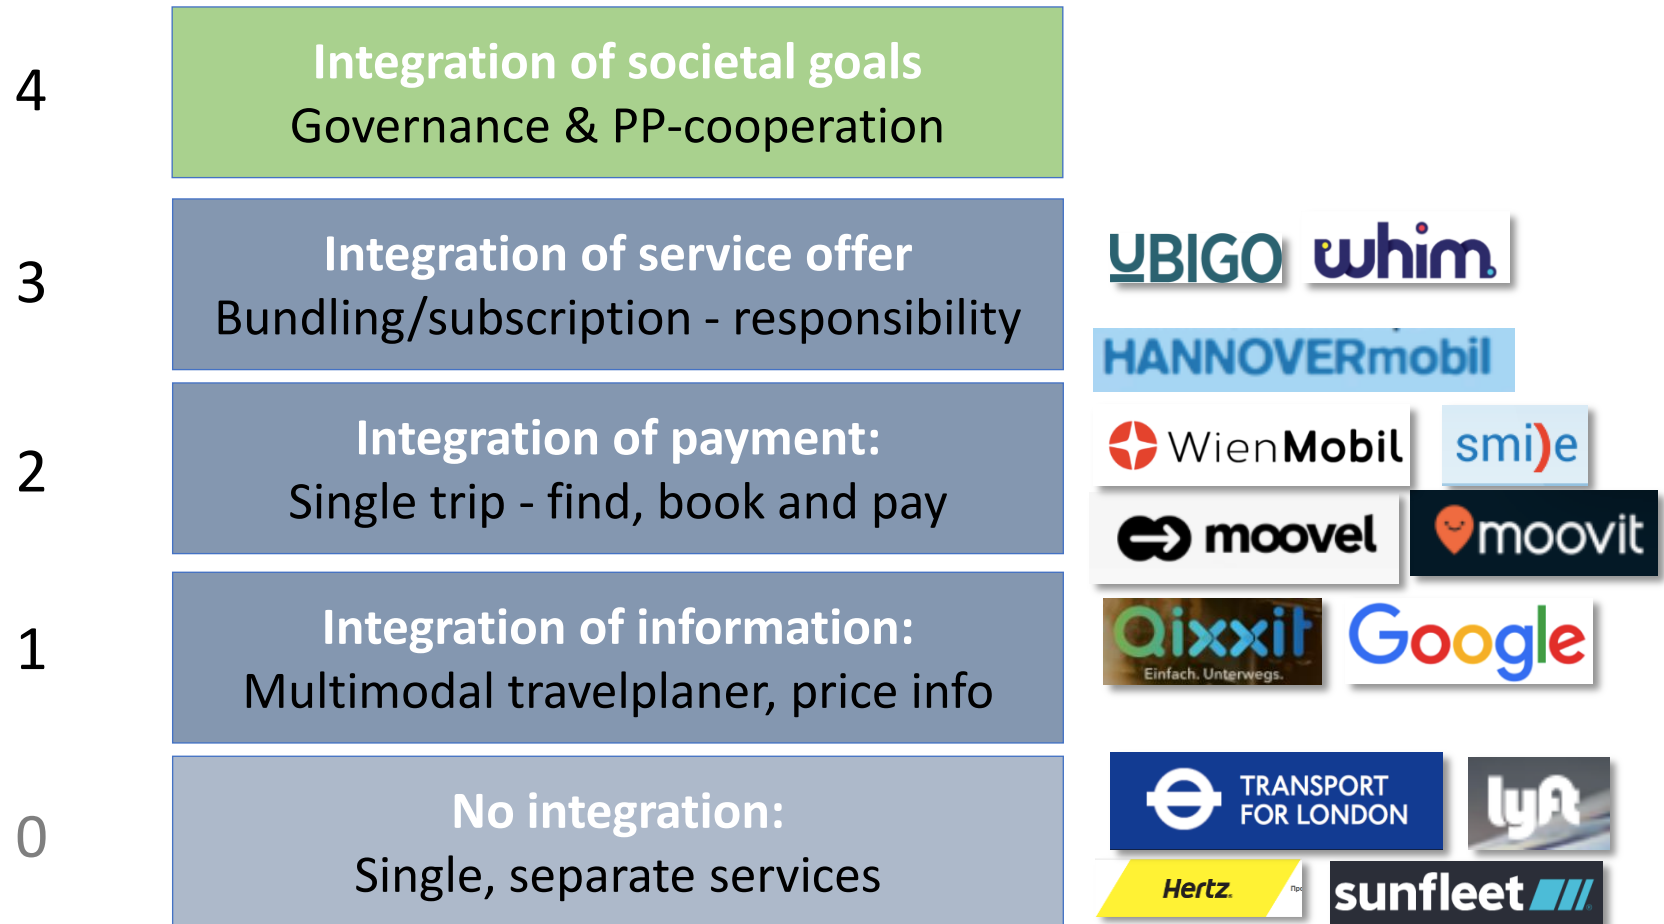 4
Integration of societal goals
Governance & PP-cooperation
3
Integration of service offer
Bundling/subscription - responsibility
UBIGO
whim.
HANNOVERmobil
2
Integration of payment:
Single trip - find, book and pay
WienMobil
smile
moovel
moovit
1
Integration of information:
Multimodal travelplaner, price info
Qixxit
Einfach. Unterwegs.
Google
0
No integration:
Single, separate services
TRANSPORT
FOR LONDON
lyft
Hertz.
sunfleet